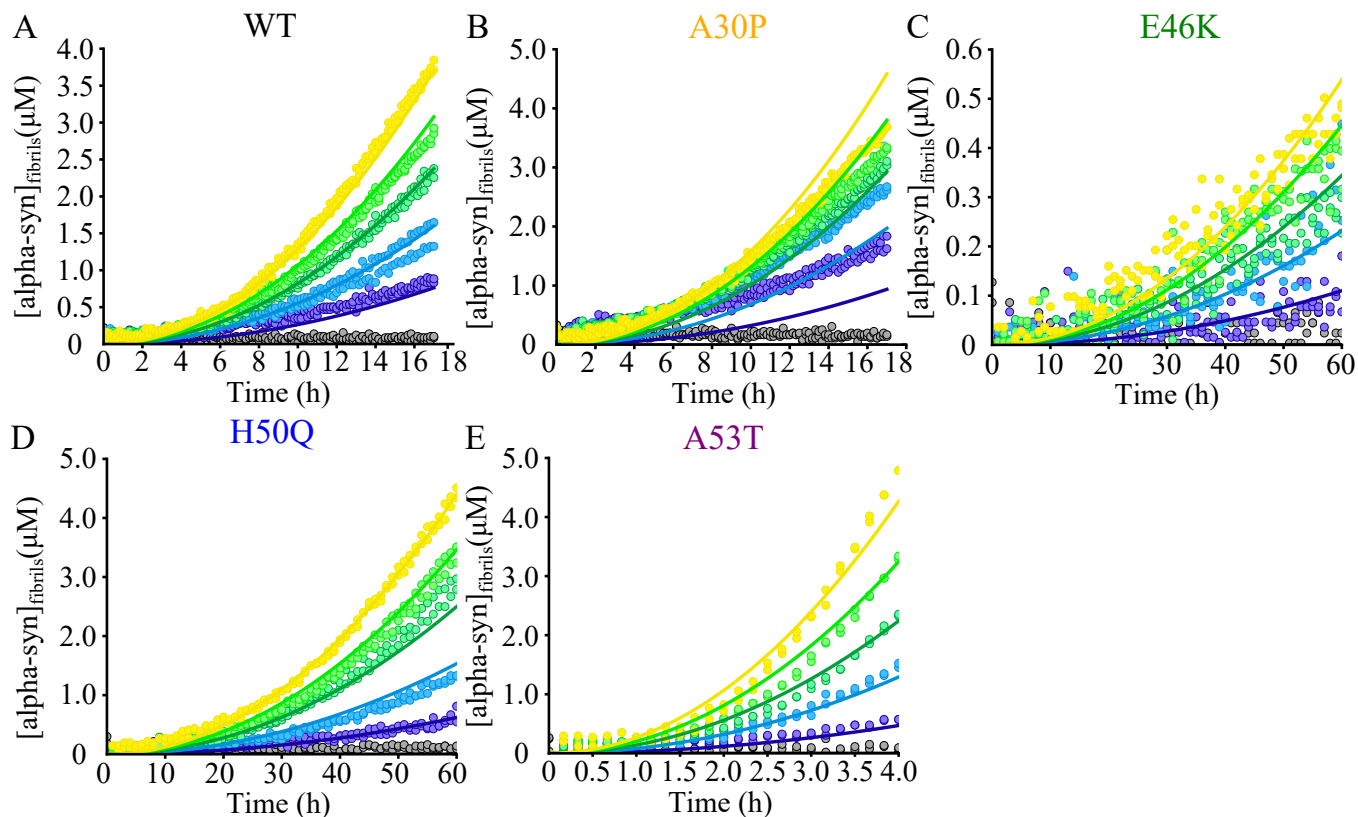 A WT
[alpha-syn]fibrils(μM)
4.0
3.5
3.0
2.5
2.0
1.5
1.0
0.5
0
0 2 4 6 8 10 12 14 16 18
Time (h)
B A30P
[alpha-syn]fibrils(μM)
5.0
4.0
3.0
2.0
1.0
0
0 2 4 6 8 10 12 14 16 18
Time (h)
C E46K
[alpha-syn]fibrils(μM)
0.6
0.5
0.4
0.3
0.2
0.1
0
0 10 20 30 40 50 60
Time (h)
D H50Q
[alpha-syn]fibrils(μM)
5.0
4.0
3.0
2.0
1.0
0
0 10 20 30 40 50 60
Time (h)
E A53T
[alpha-syn]fibrils(μM)
5.0
4.0
3.0
2.0
1.0
0
0 0.5 1.0 1.5 2.0 2.5 3.0 3.5 4.0
Time (h)